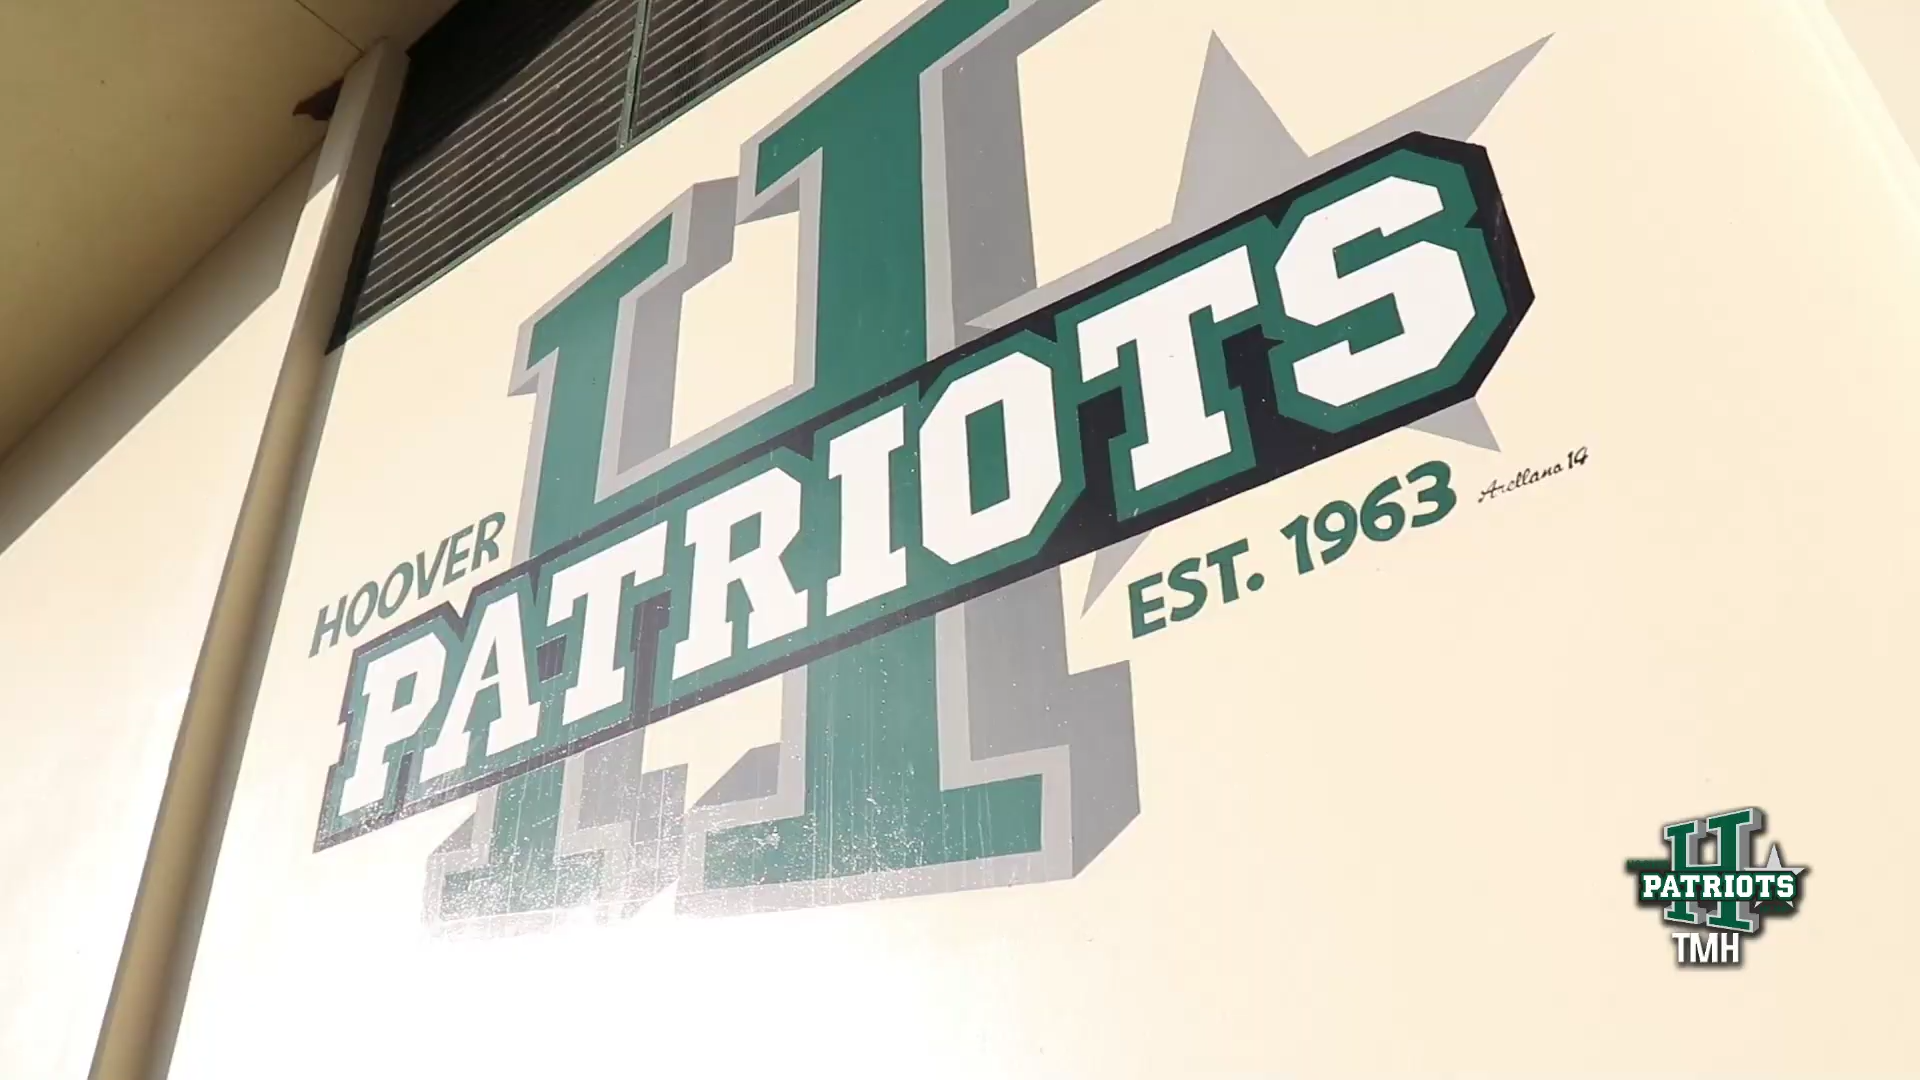 H
HOOVER
PATRIOTS
EST. 1963
Arellano 14
H
PATRIOTS
TMH